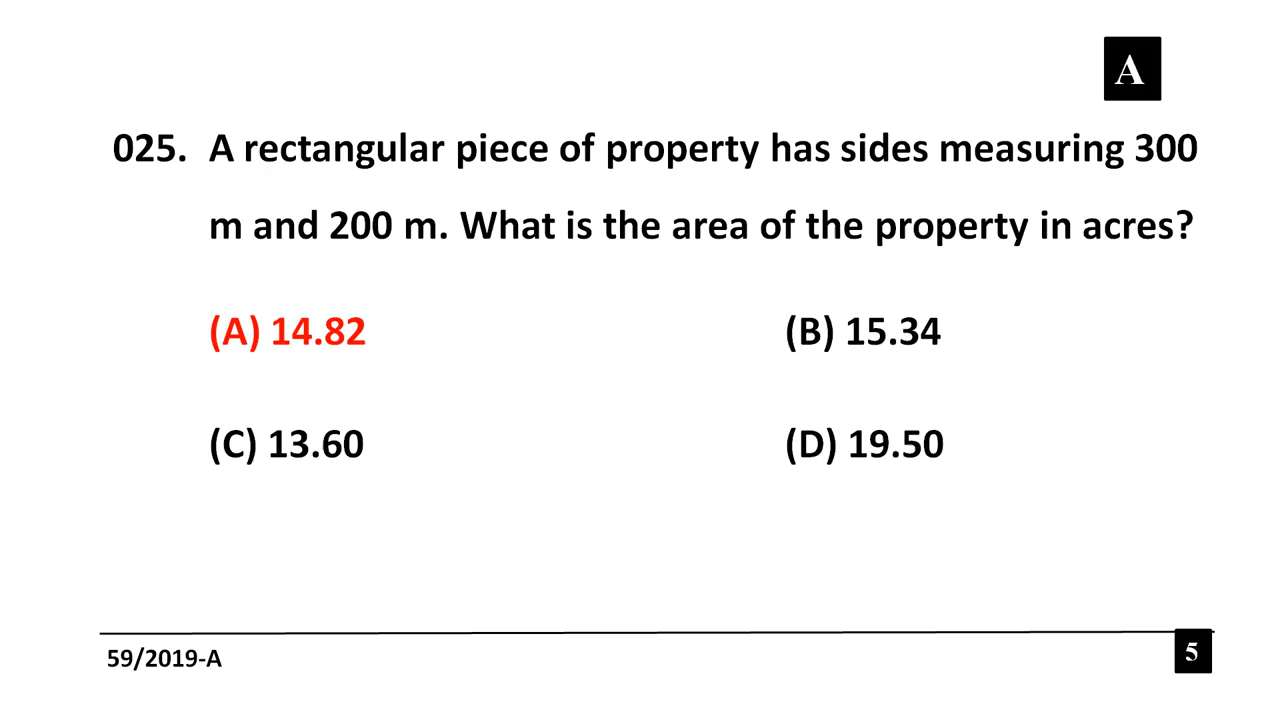 A
025. A rectangular piece of property has sides measuring 300
m and 200 m. What is the area of the property in acres?
(A) 14.82 (B) 15.34
(C) 13.60 (D) 19.50
59/2019-A 5